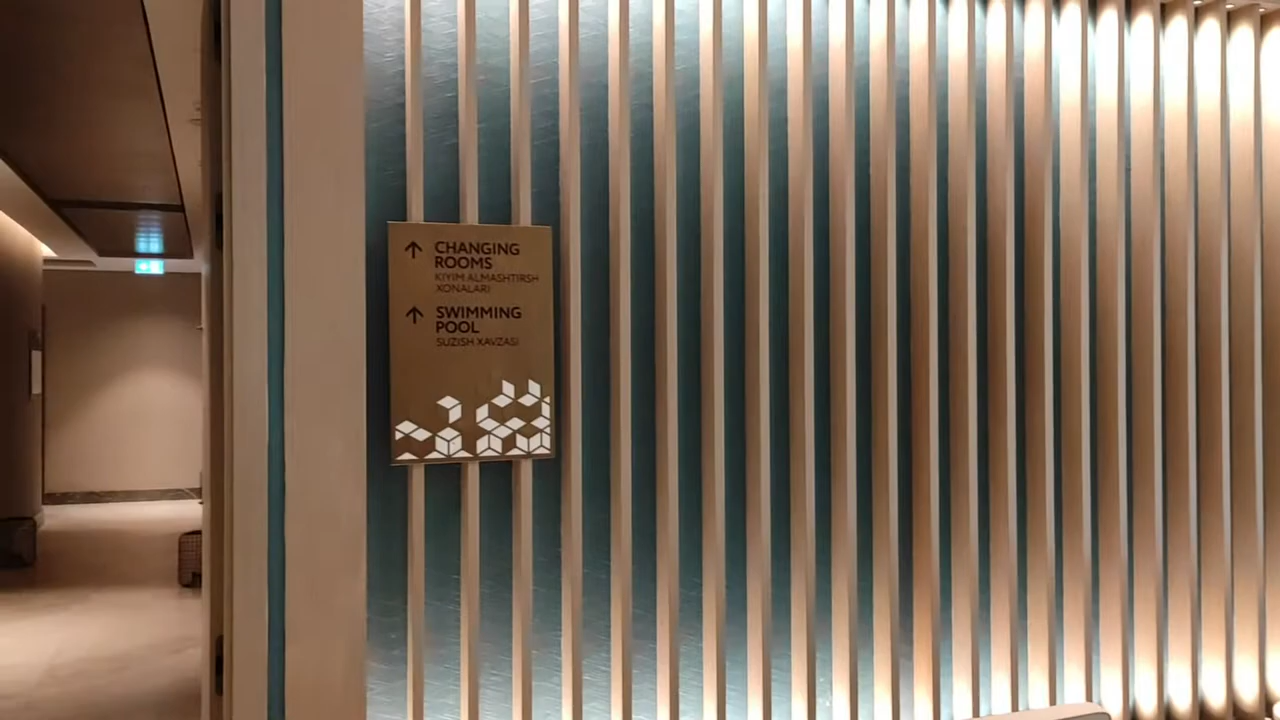 ↑ CHANGING
ROOMS
KIYIM ALMASHTIRSH
XONALARI
↑ SWIMMING
POOL
SUZISH XAVZASI